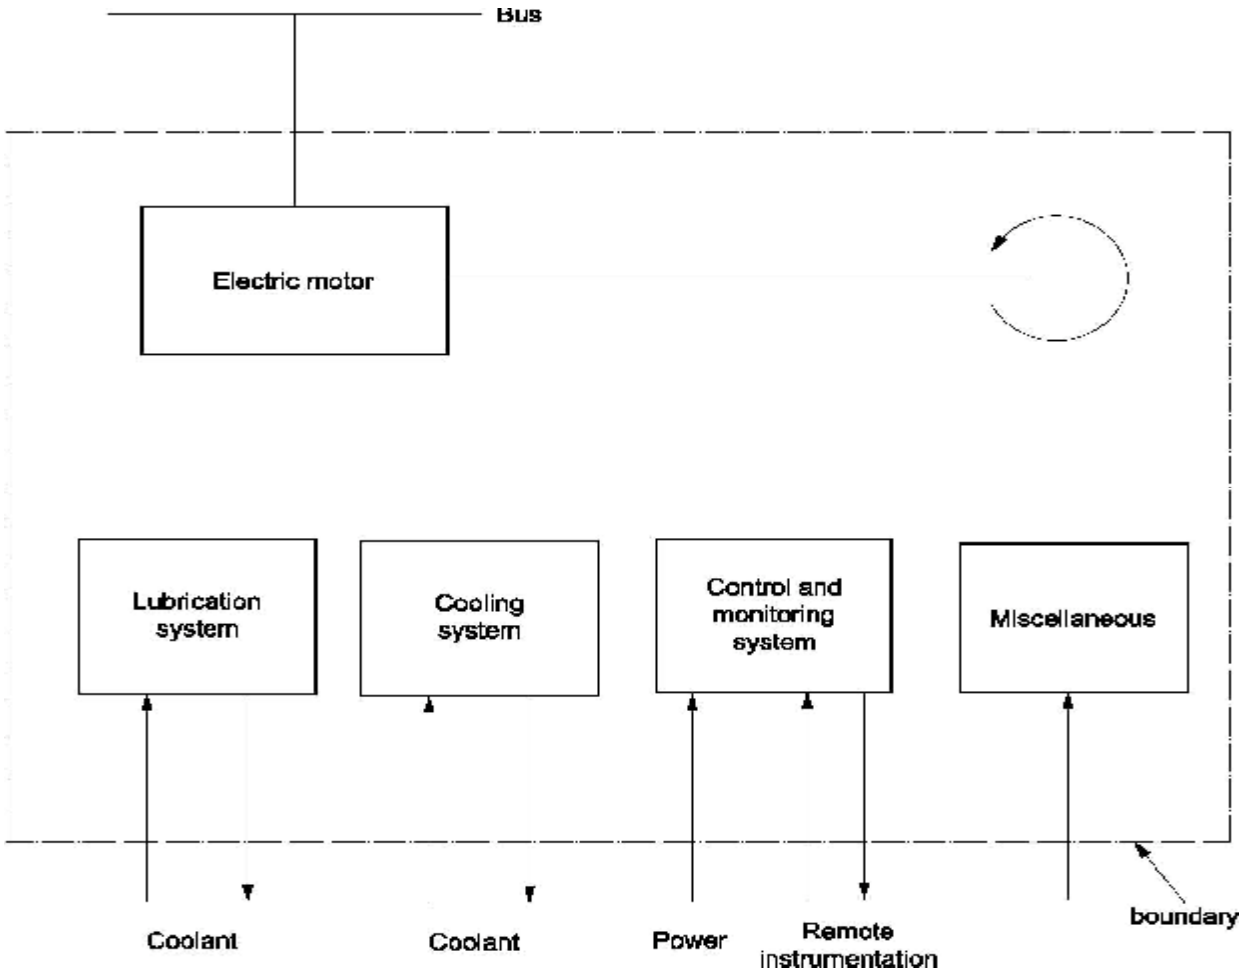 Bus
Electric motor
Lubrication
system
Cooling
system
Control and
monitoring
system
Miscellaneous
Coolant
Coolant
Power
Remote
instrumentation
boundary